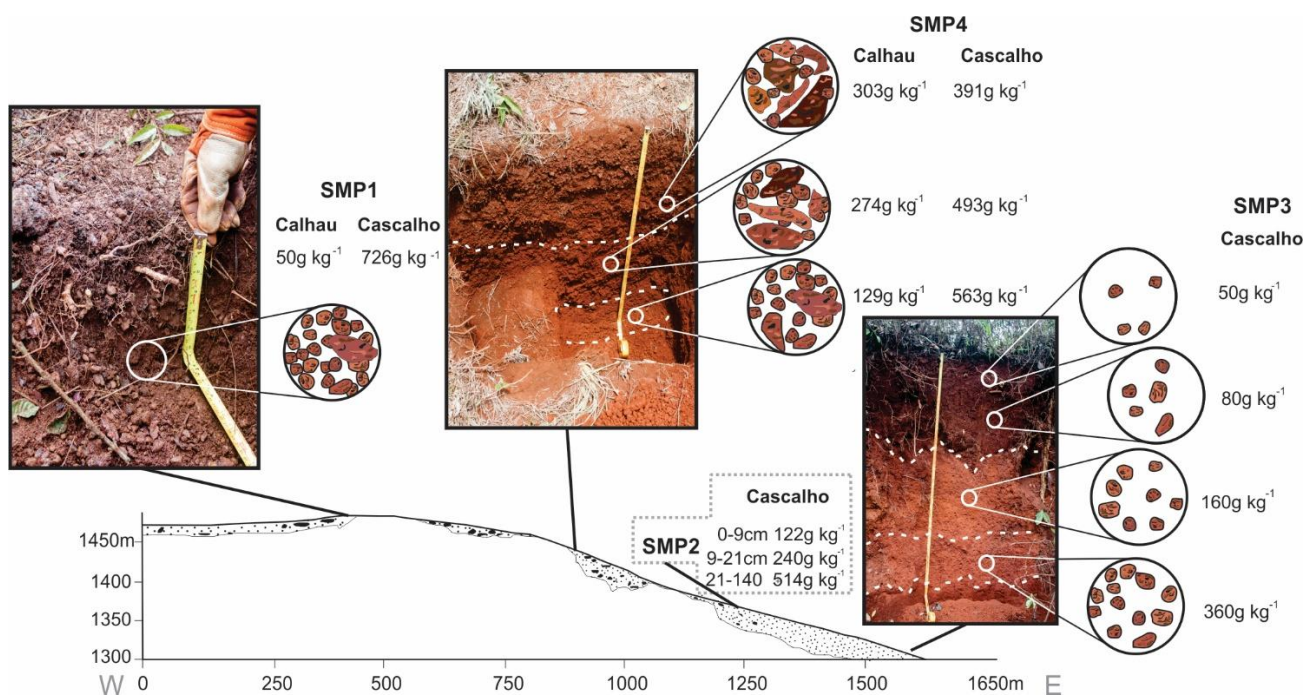 SMP4
Calhau Cascalho
303g kg-1 391g kg-1
274g kg-1 493g kg-1
129g kg-1 563g kg-1
SMP1
Calhau Cascalho
50g kg-1 726g kg-1
SMP3
Cascalho
50g kg-1
80g kg-1
160g kg-1
360g kg-1
SMP2
Cascalho
0-9cm 122g kg-1
9-21cm 240g kg-1
21-140 514g kg-1
1450m
1400
1350
1300
W 0 250 500 750 1000 1250 1500 1650m E